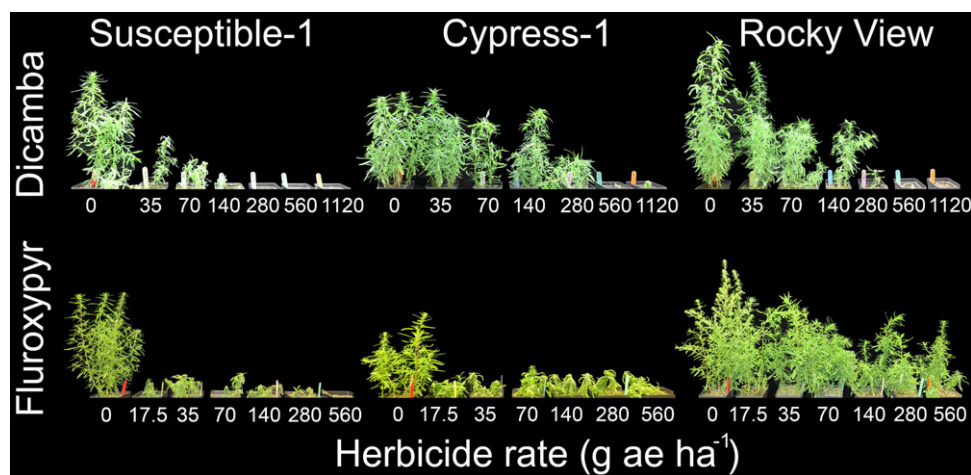 Susceptible-1 Cypress-1 Rocky View
Dicamba
0 35 70 140 280 560 1120 0 35 70 140 280 560 1120 0 35 70 140 280 560 1120
Fluroxypyr
0 17.5 35 70 140 280 560 0 17.5 35 70 140 280 560 0 17.5 35 70 140 280 560
Herbicide rate (g ae ha⁻¹)